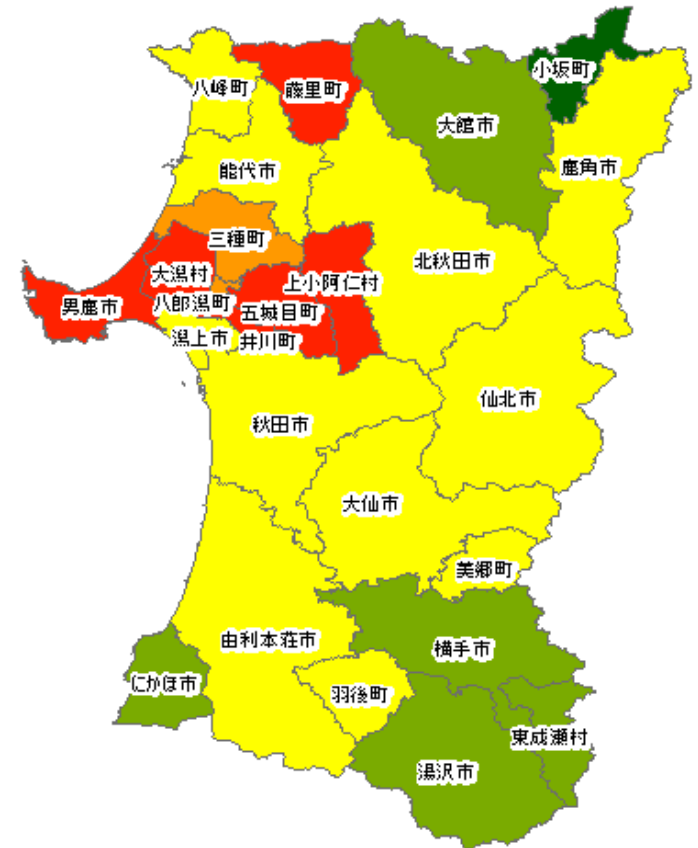 小坂町
八峰町
藤里町
大館市
鹿角市
能代市
三種町
北秋田市
大潟村
上小阿仁村
八郎潟町
男鹿市
五城目町
潟上市
井川町
仙北市
秋田市
大仙市
美郷町
由利本荘市
横手市
にかほ市
羽後町
東成瀬村
湯沢市